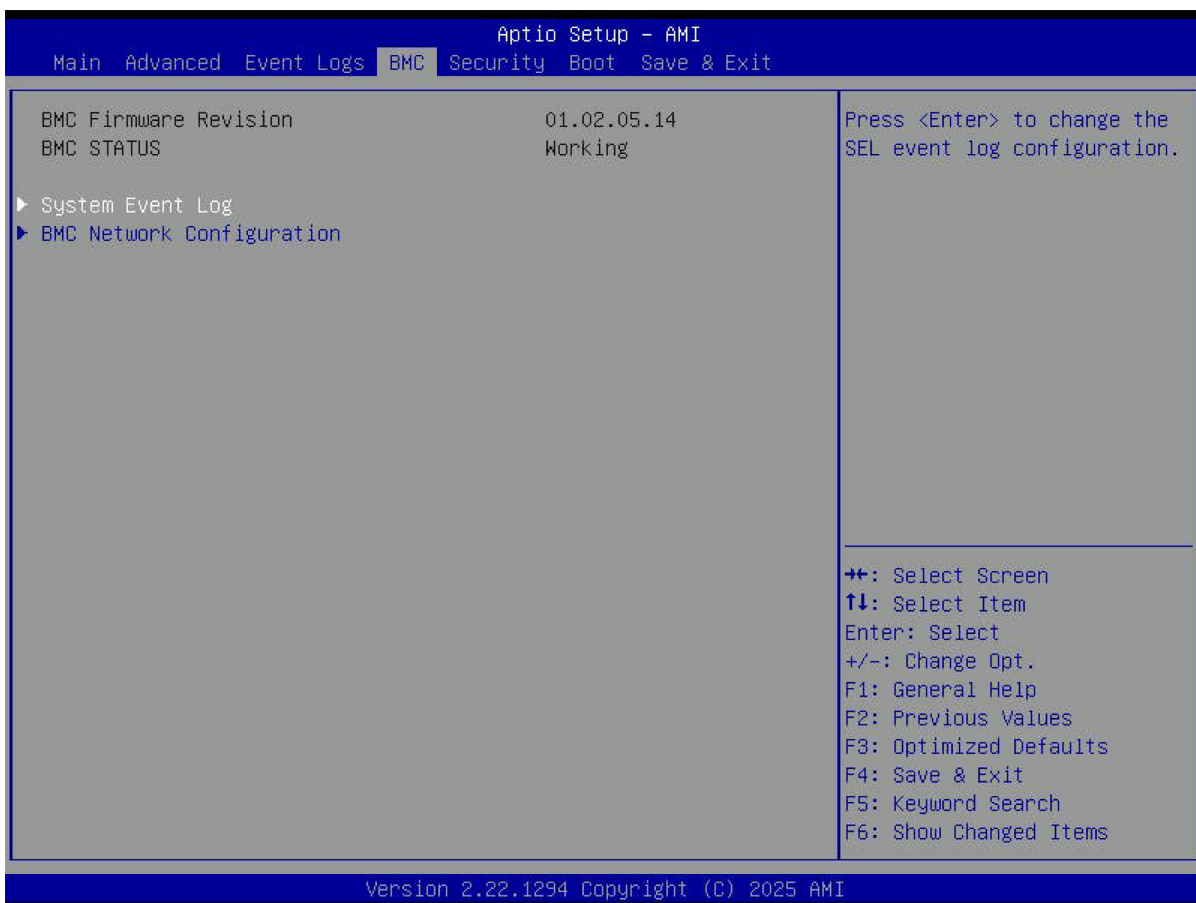 Aptio Setup – AMI
Main Advanced Event Logs BMC Security Boot Save & Exit
BMC Firmware Revision 01.02.05.14
BMC STATUS Working
▶ System Event Log
▶ BMC Network Configuration
Press <Enter> to change the
SEL event log configuration.
→←: Select Screen
↑↓: Select Item
Enter: Select
+/-: Change Opt.
F1: General Help
F2: Previous Values
F3: Optimized Defaults
F4: Save & Exit
F5: Keyword Search
F6: Show Changed Items
Version 2.22.1294 Copyright (C) 2025 AMI